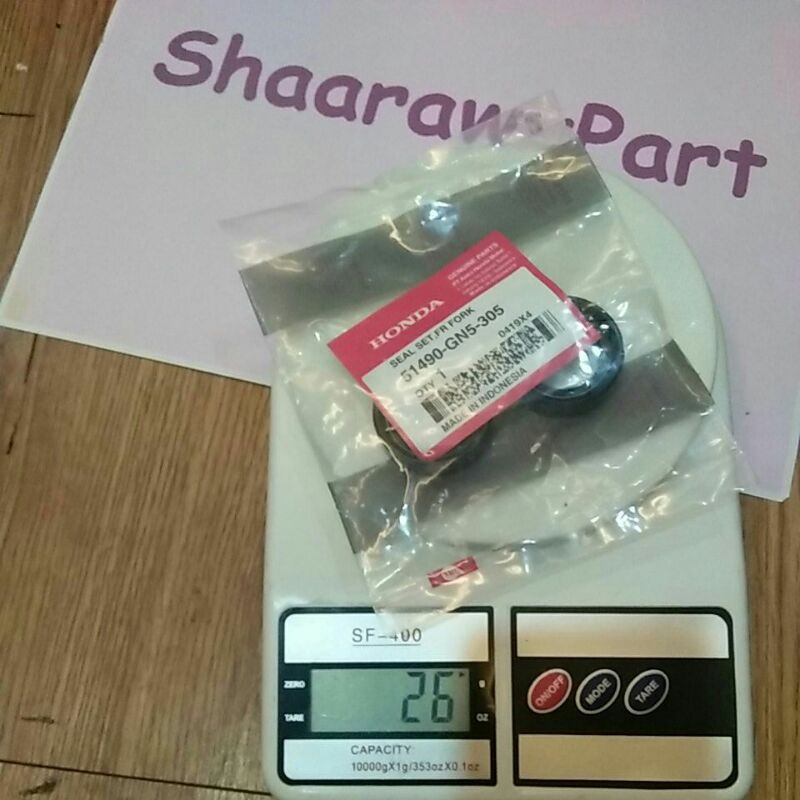 Shaarawy Part
GENUINE PARTS
HONDA
SEAL SET,FR FORK
51490-GN5-305
QTY 1
0419X4
MADE IN INDONESIA
SF-400
ZERO
TARE
26
g
OZ
CAPACITY:
10000gX1g/353ozX0.1oz
ON/OFF
MODE
TARE